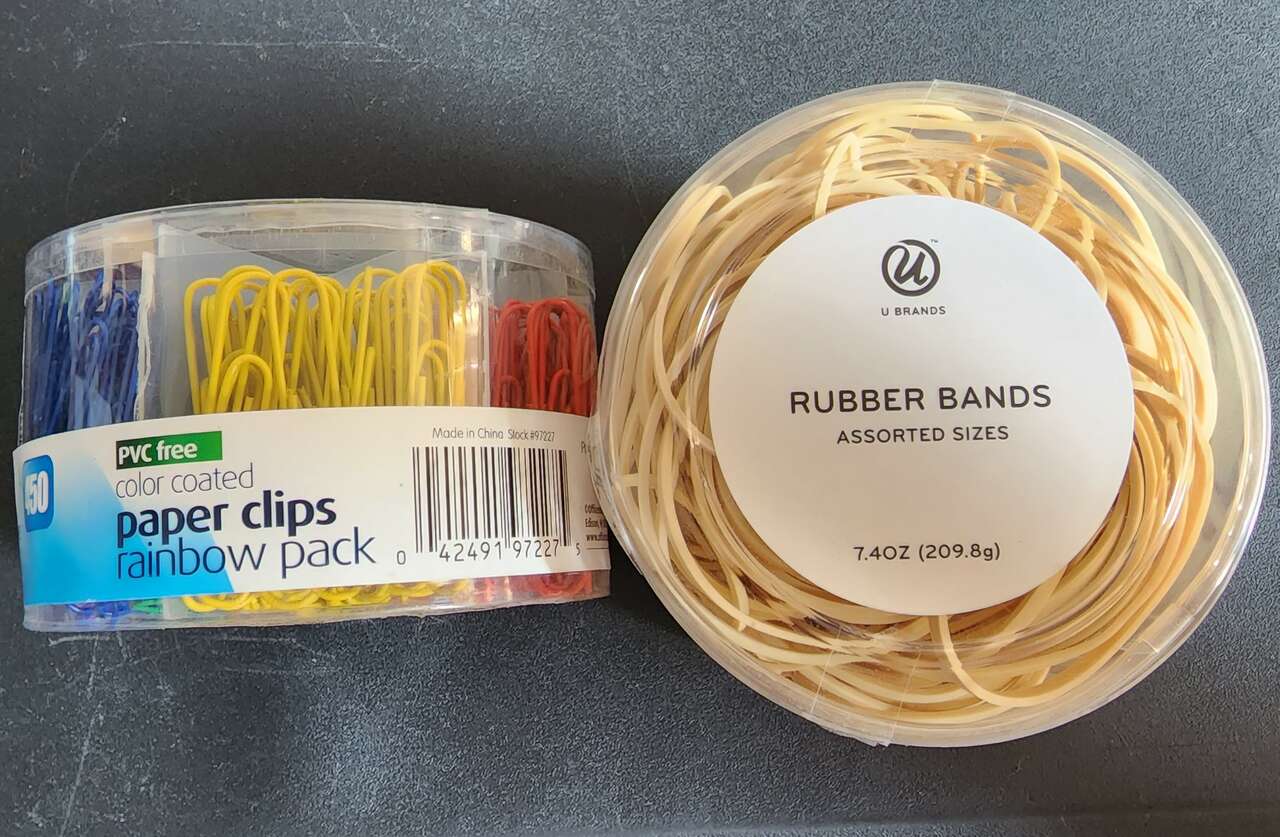 PVC free
color coated
paper clips
rainbow pack
Made in China Stock #97227
0 42491 97227 5
U
™
U BRANDS
RUBBER BANDS
ASSORTED SIZES
7.4OZ (209.8g)